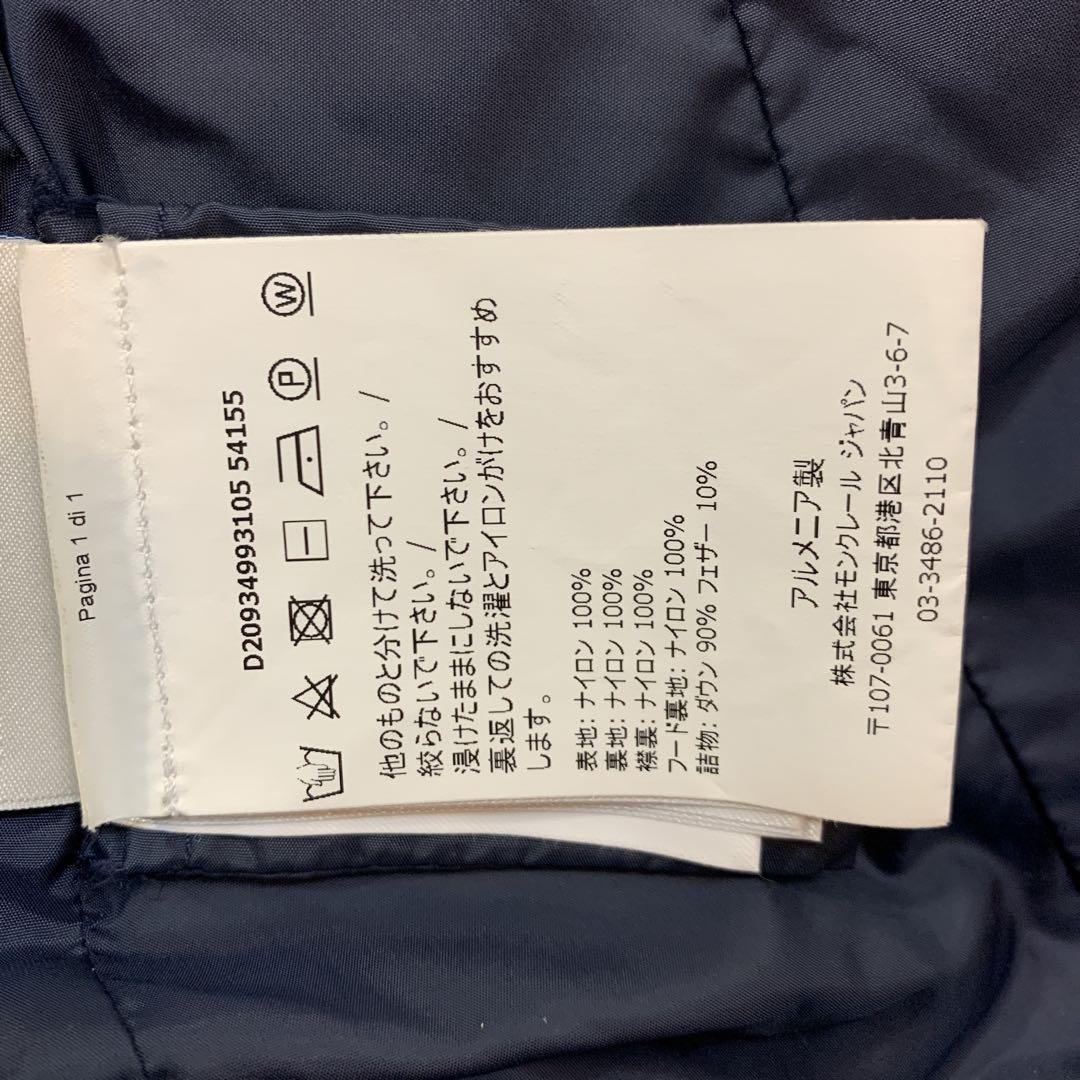 Pagina 1 di 1
D20934993105 54155
P
W
他のものと分けて洗って下さい。/
絞らないで下さい。/
浸けたままにしないで下さい。/
裏返しての洗濯とアイロンがけをおすすめ
します。
表地: ナイロン 100%
裏地: ナイロン 100%
襟裏: ナイロン 100%
フード裏地: ナイロン 100%
詰物: ダウン 90% フェザー 10%
アルメニア製
株式会社モンクレール ジャパン
〒107-0061 東京都港区北青山3-6-7
03-3486-2110